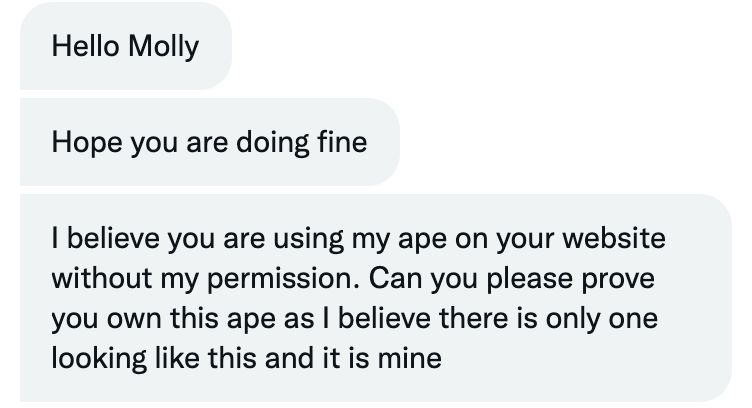 Hello Molly
Hope you are doing fine
I believe you are using my ape on your website
without my permission. Can you please prove
you own this ape as I believe there is only one
looking like this and it is mine